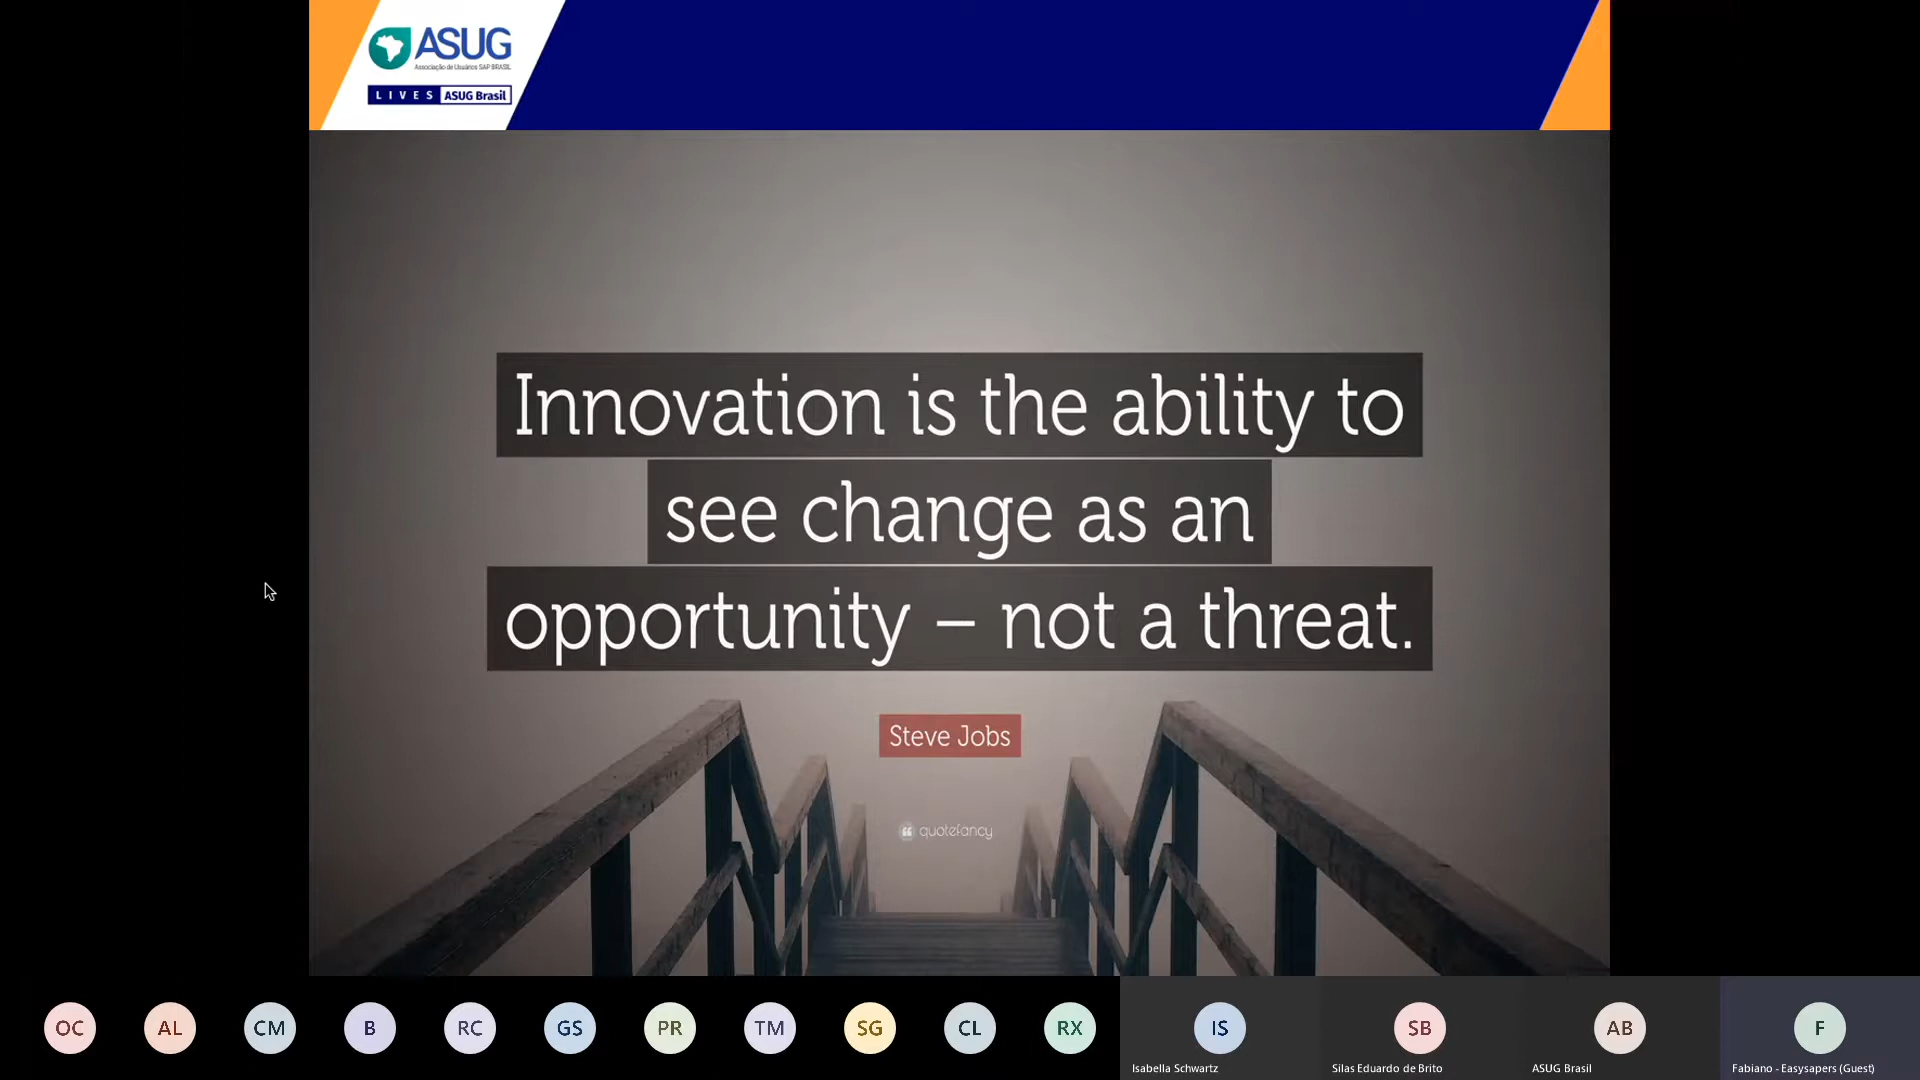 ASUG
Associação de Usuários SAP BRASIL
LIVES ASUG Brasil
Innovation is the ability to
see change as an
opportunity – not a threat.
Steve Jobs
quotefancy
OC AL CM B RC GS PR TM SG CL RX IS SB AB F
Isabella Schwartz Silas Eduardo de Brito ASUG Brasil Fabiano - Easysapers (Guest)